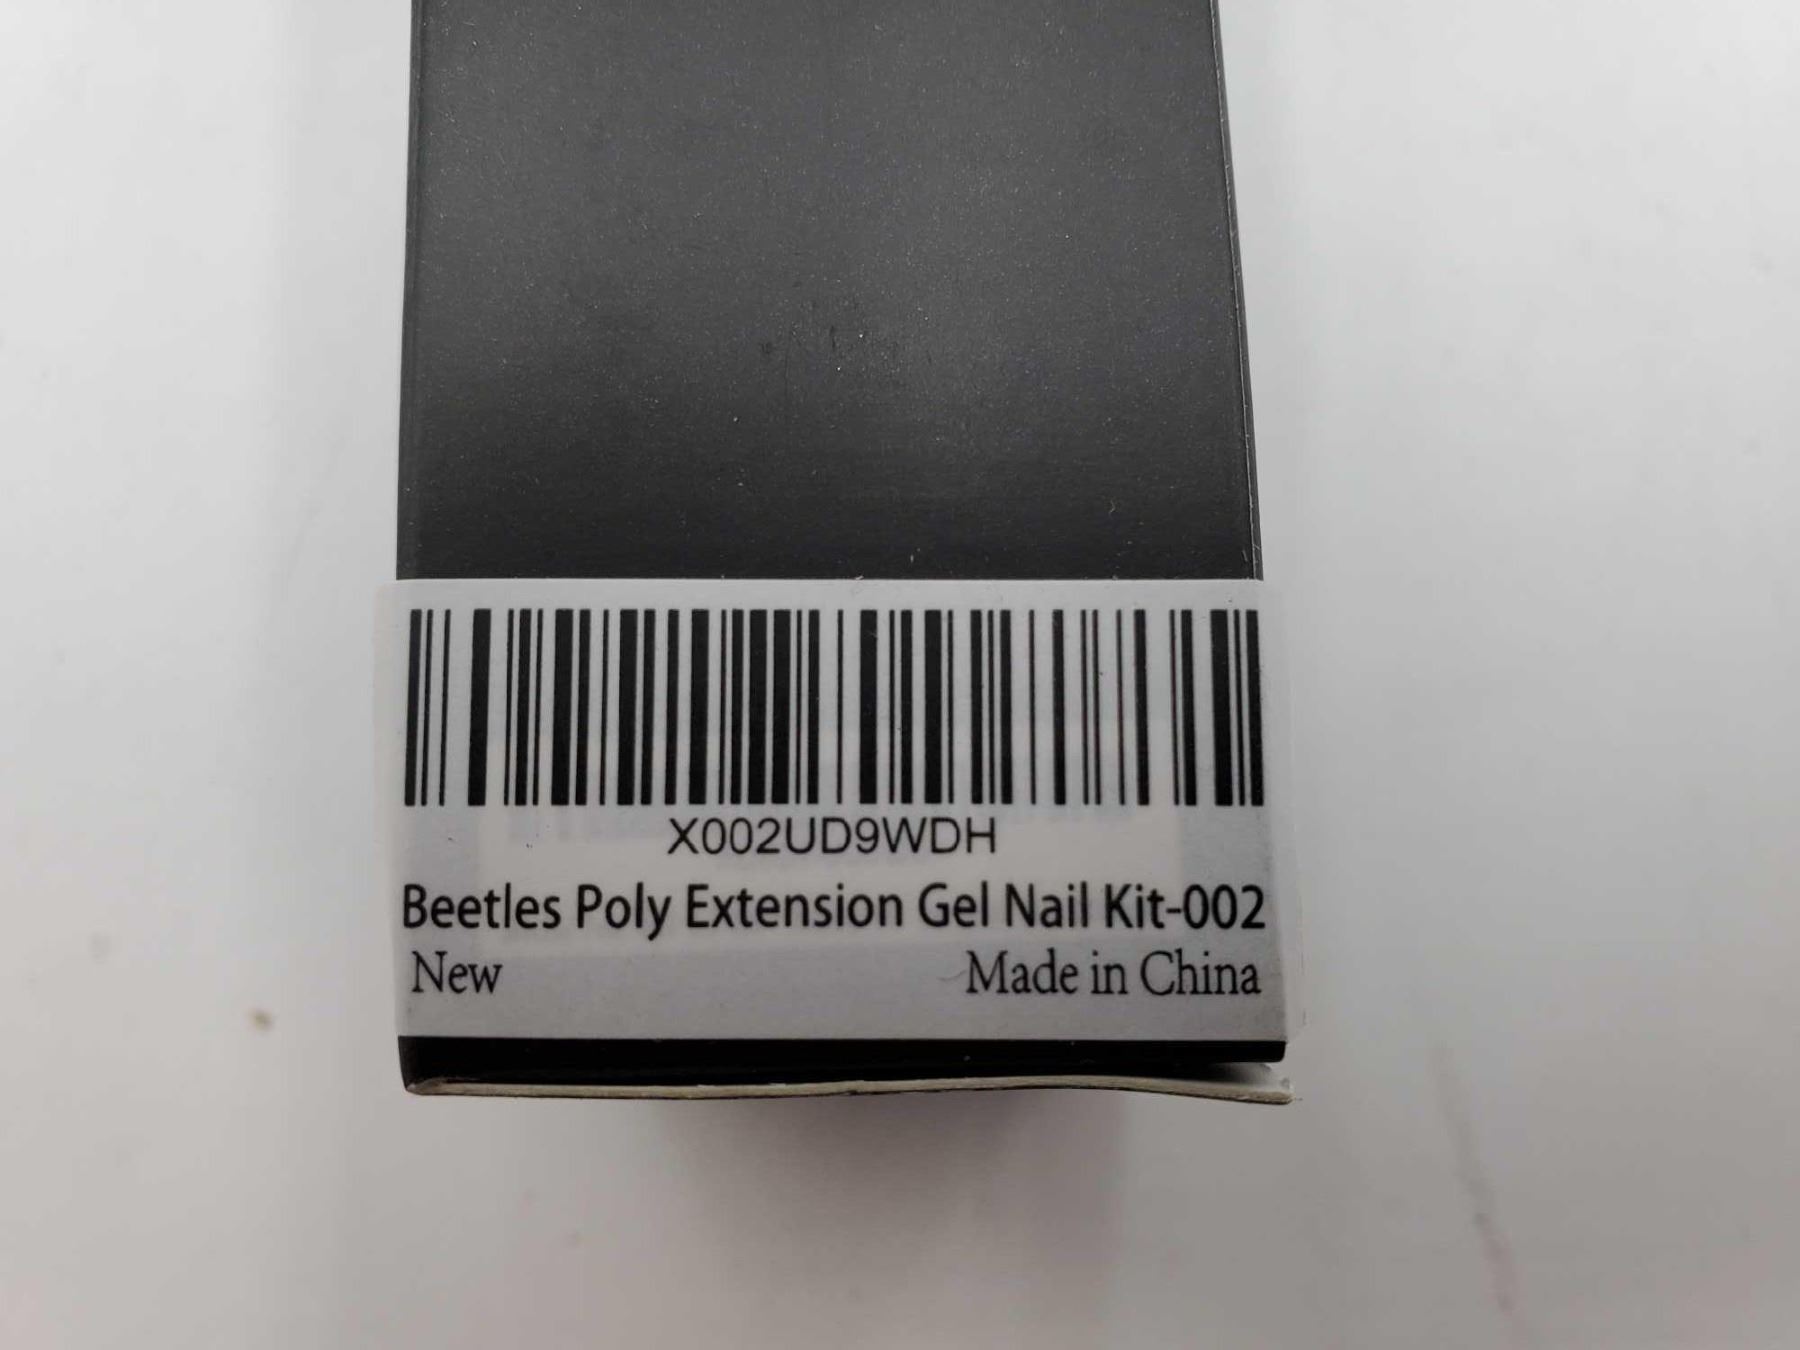 X002UD9WDH
Beetles Poly Extension Gel Nail Kit-002
New Made in China